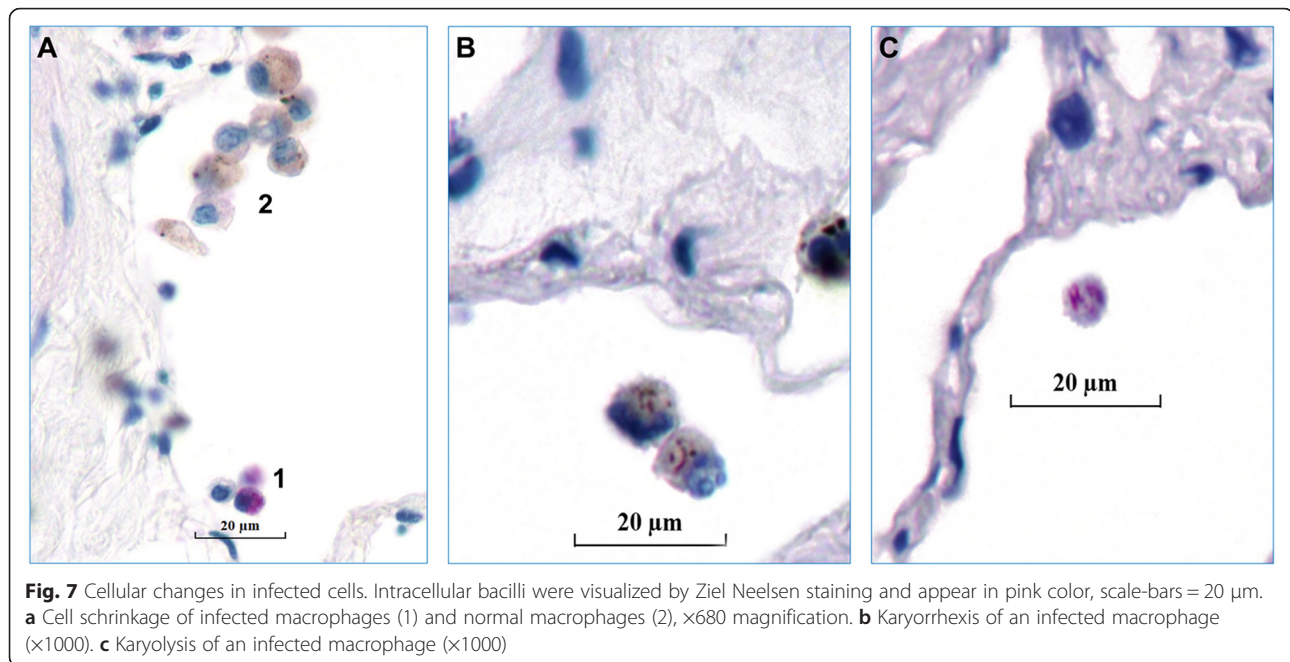 A
B
C
2
1
20 µm
20 µm
20 µm
Fig. 7 Cellular changes in infected cells. Intracellular bacilli were visualized by Ziel Neelsen staining and appear in pink color, scale-bars = 20 μm.
a Cell schrinkage of infected macrophages (1) and normal macrophages (2), ×680 magnification. b Karyorrhexis of an infected macrophage
(×1000). c Karyolysis of an infected macrophage (×1000)